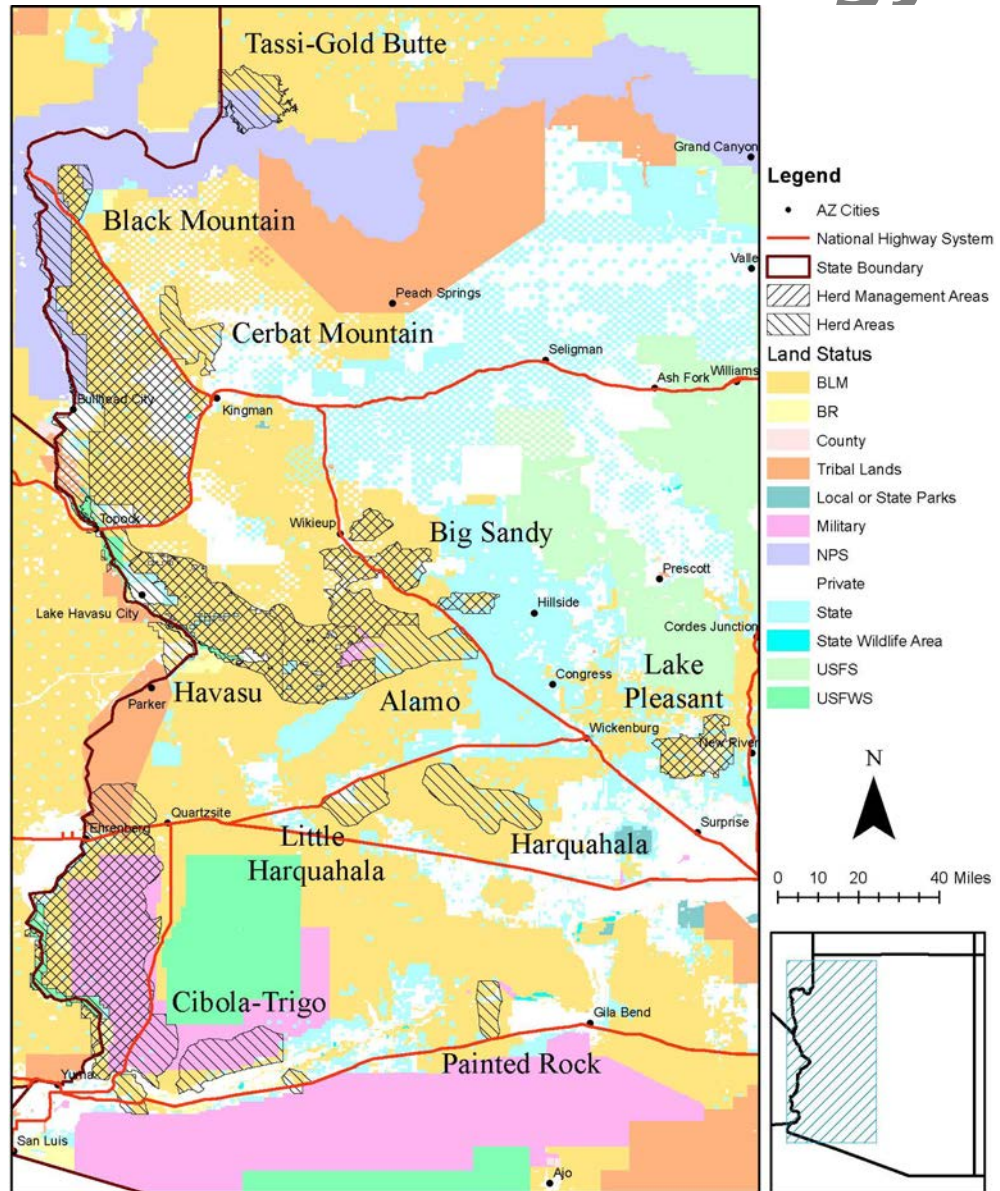 Tassi-Gold Butte
Grand Canyon
Black Mountain
Valle
Peach Springs
Cerbat Mountain
Seligman
Ash Fork
Williams
Bullhead City
Kingman
Topock
Wikieup
Big Sandy
Prescott
Lake Havasu City
Hillside
Cordes Junction
Havasu
Parker
Alamo
Congress
Lake
Pleasant
Wickenburg
New River
Quartzsite
Ehrenberg
Little
Harquahala
Harquahala
Surprise
Cibola-Trigo
Gila Bend
Painted Rock
Yuma
San Luis
Ajo
Legend
AZ Cities
National Highway System
State Boundary
Herd Management Areas
Herd Areas
Land Status
BLM
BR
County
Tribal Lands
Local or State Parks
Military
NPS
Private
State
State Wildlife Area
USFS
USFWS
N
0 10 20 40 Miles